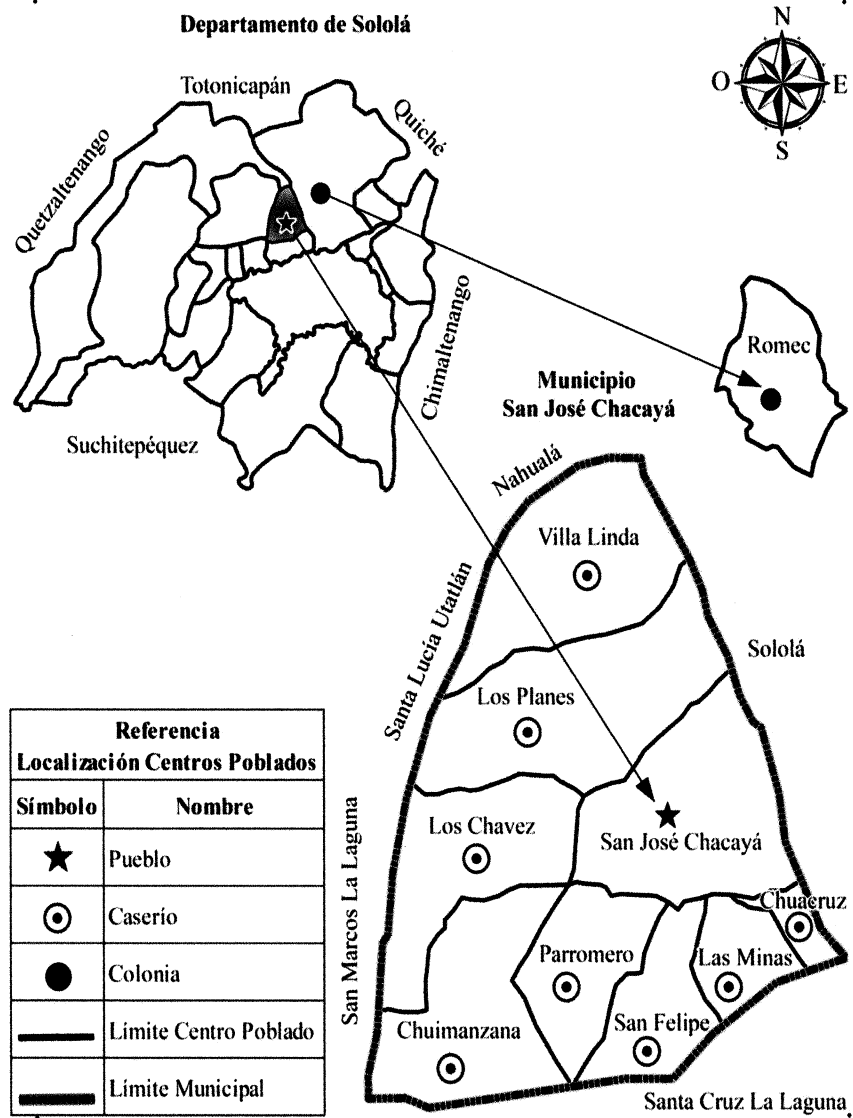 Departamento de Sololá
N
O
E
S
Totonicapán
Quiché
Quetzaltenango
Chimaltenango
Suchitepéquez
Romec
Municipio
San José Chacayá
Nahualá
Villa Linda
Santa Lucía Utatlán
Sololá
Los Planes
Los Chavez
San José Chacayá
San Marcos La Laguna
Chuacruz
Parromero
Las Minas
Chuimanzana
San Felipe
Santa Cruz La Laguna
Referencia
Localización Centros Poblados
Símbolo Nombre
Pueblo
Caserío
Colonia
Límite Centro Poblado
Límite Municipal